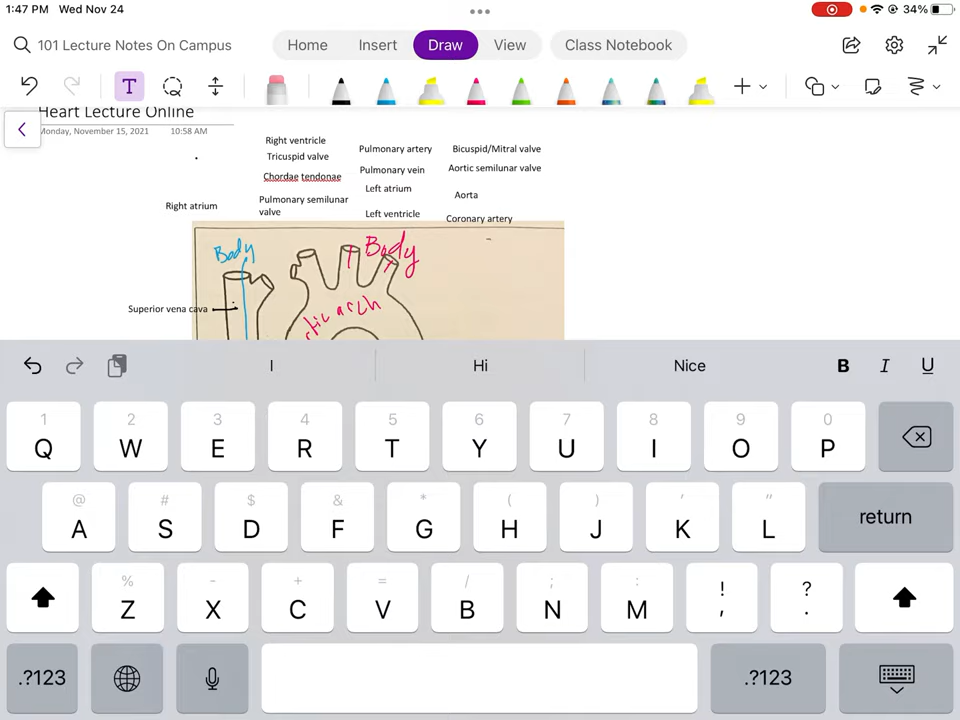 1:47 PM Wed Nov 24
34%
101 Lecture Notes On Campus
Home Insert Draw View Class Notebook
T
Heart Lecture Online
Monday, November 15, 2021 10:58 AM
Right ventricle
Tricuspid valve
Chordae tendonae
Pulmonary semilunar
valve
Pulmonary artery
Pulmonary vein
Left atrium
Left ventricle
Bicuspid/Mitral valve
Aortic semilunar valve
Aorta
Coronary artery
Right atrium
Body
Body
Superior vena cava
tic arch
I Hi Nice B I U
1 2 3 4 5 6 7 8 9 0
Q W E R T Y U I O P
@ # $ & * ( ) ' "
A S D F G H J K L return
% - + = / ; : ! ?
Z X C V B N M , .
.?123 .?123